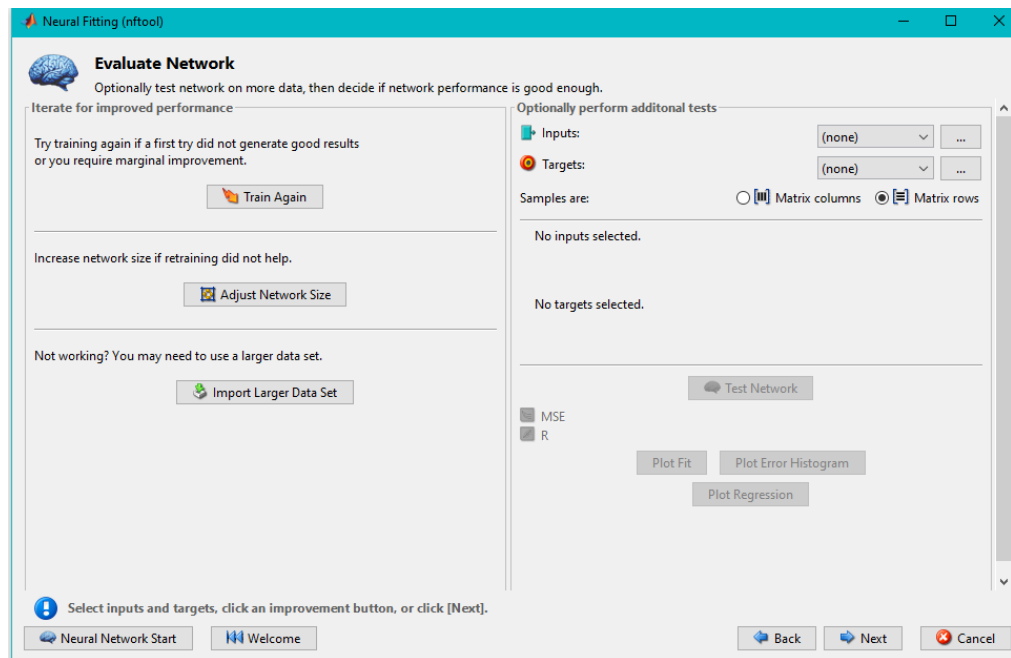 Neural Fitting (nftool)
Evaluate Network
Optionally test network on more data, then decide if network performance is good enough.
Iterate for improved performance
Try training again if a first try did not generate good results
or you require marginal improvement.
Train Again
Increase network size if retraining did not help.
Adjust Network Size
Not working? You may need to use a larger data set.
Import Larger Data Set
Optionally perform additonal tests
Inputs: (none) ...
Targets: (none) ...
Samples are: Matrix columns Matrix rows
No inputs selected.
No targets selected.
Test Network
MSE
R
Plot Fit Plot Error Histogram
Plot Regression
Select inputs and targets, click an improvement button, or click [Next].
Neural Network Start Welcome Back Next Cancel